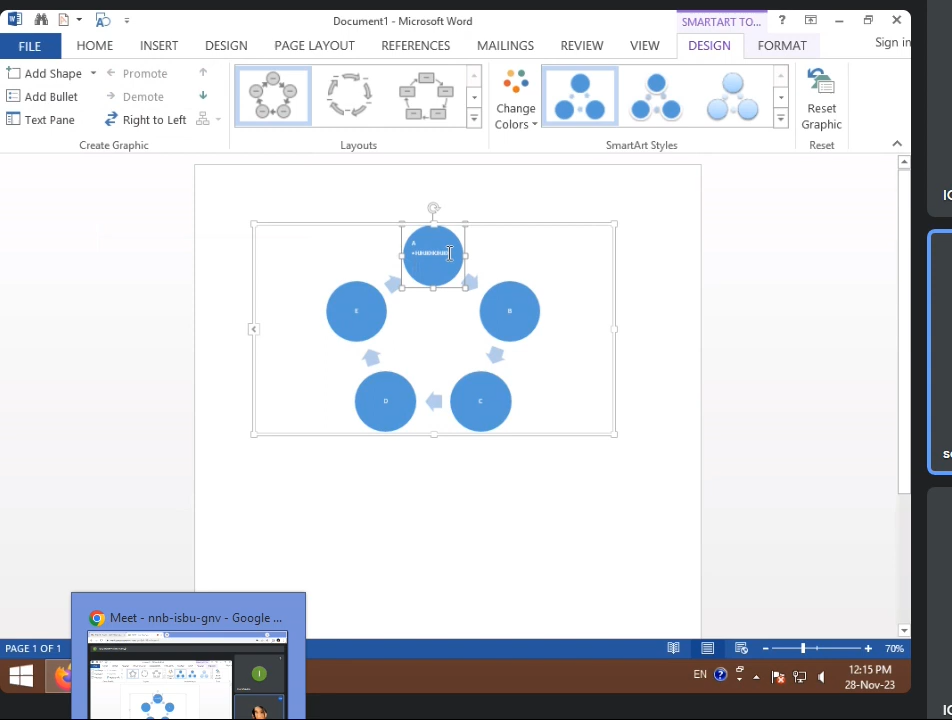 Document1 - Microsoft Word
SMARTART TO...
?
FILE
HOME
INSERT
DESIGN
PAGE LAYOUT
REFERENCES
MAILINGS
REVIEW
VIEW
DESIGN
FORMAT
Sign in
Add Shape
Promote
Add Bullet
Demote
Text Pane
Right to Left
Create Graphic
Layouts
Change
Colors
SmartArt Styles
Reset
Graphic
Reset
A
B
C
D
E
Meet - nnb-isbu-gnv - Google ...
PAGE 1 OF 1
70%
EN
12:15 PM
28-Nov-23